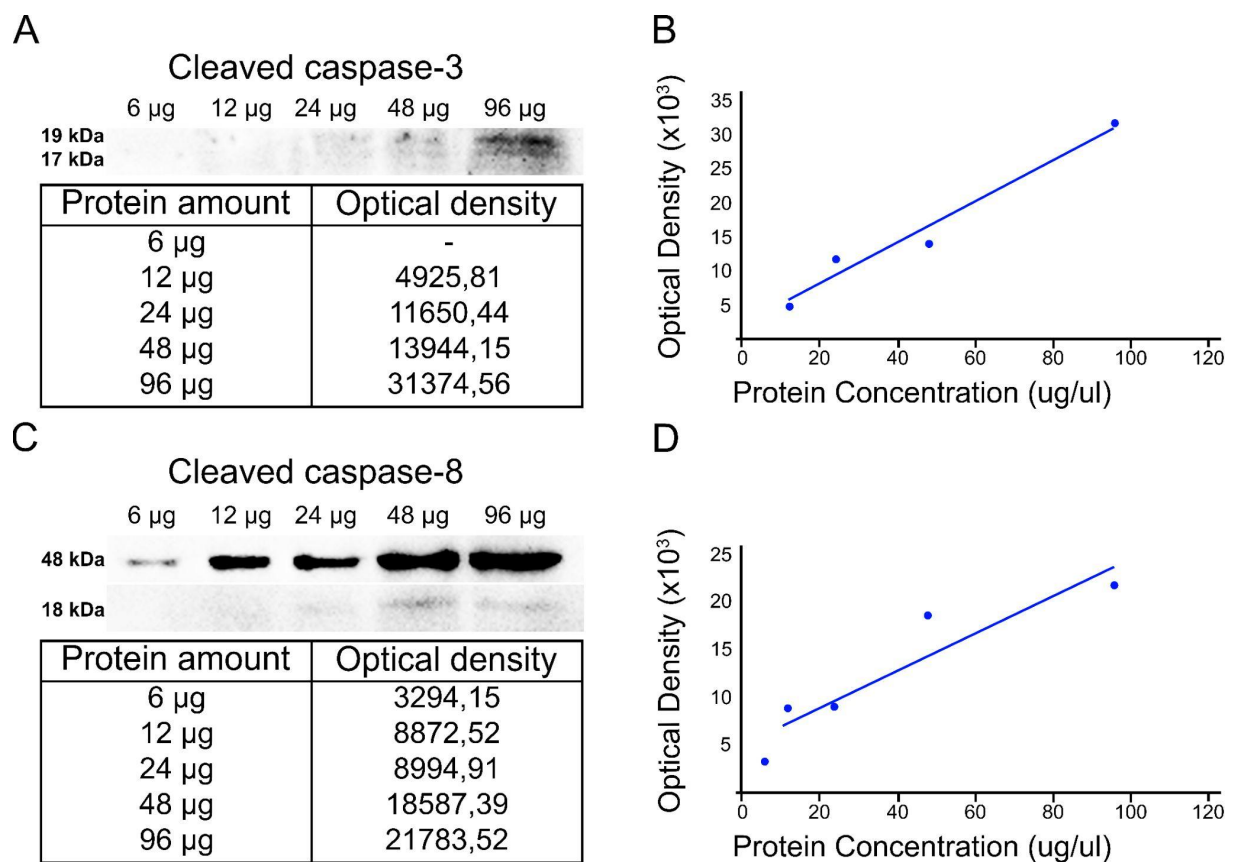 A
Cleaved caspase-3
6 µg 12 µg 24 µg 48 µg 96 µg
19 kDa
17 kDa
Protein amount Optical density
6 µg -
12 µg 4925,81
24 µg 11650,44
48 µg 13944,15
96 µg 31374,56
B
Optical Density (x10³)
35
30
25
20
15
10
5
0 20 40 60 80 100 120
Protein Concentration (ug/ul)
C
Cleaved caspase-8
6 µg 12 µg 24 µg 48 µg 96 µg
48 kDa
18 kDa
Protein amount Optical density
6 µg 3294,15
12 µg 8872,52
24 µg 8994,91
48 µg 18587,39
96 µg 21783,52
D
Optical Density (x10³)
25
20
15
10
5
0 20 40 60 80 100 120
Protein Concentration (ug/ul)